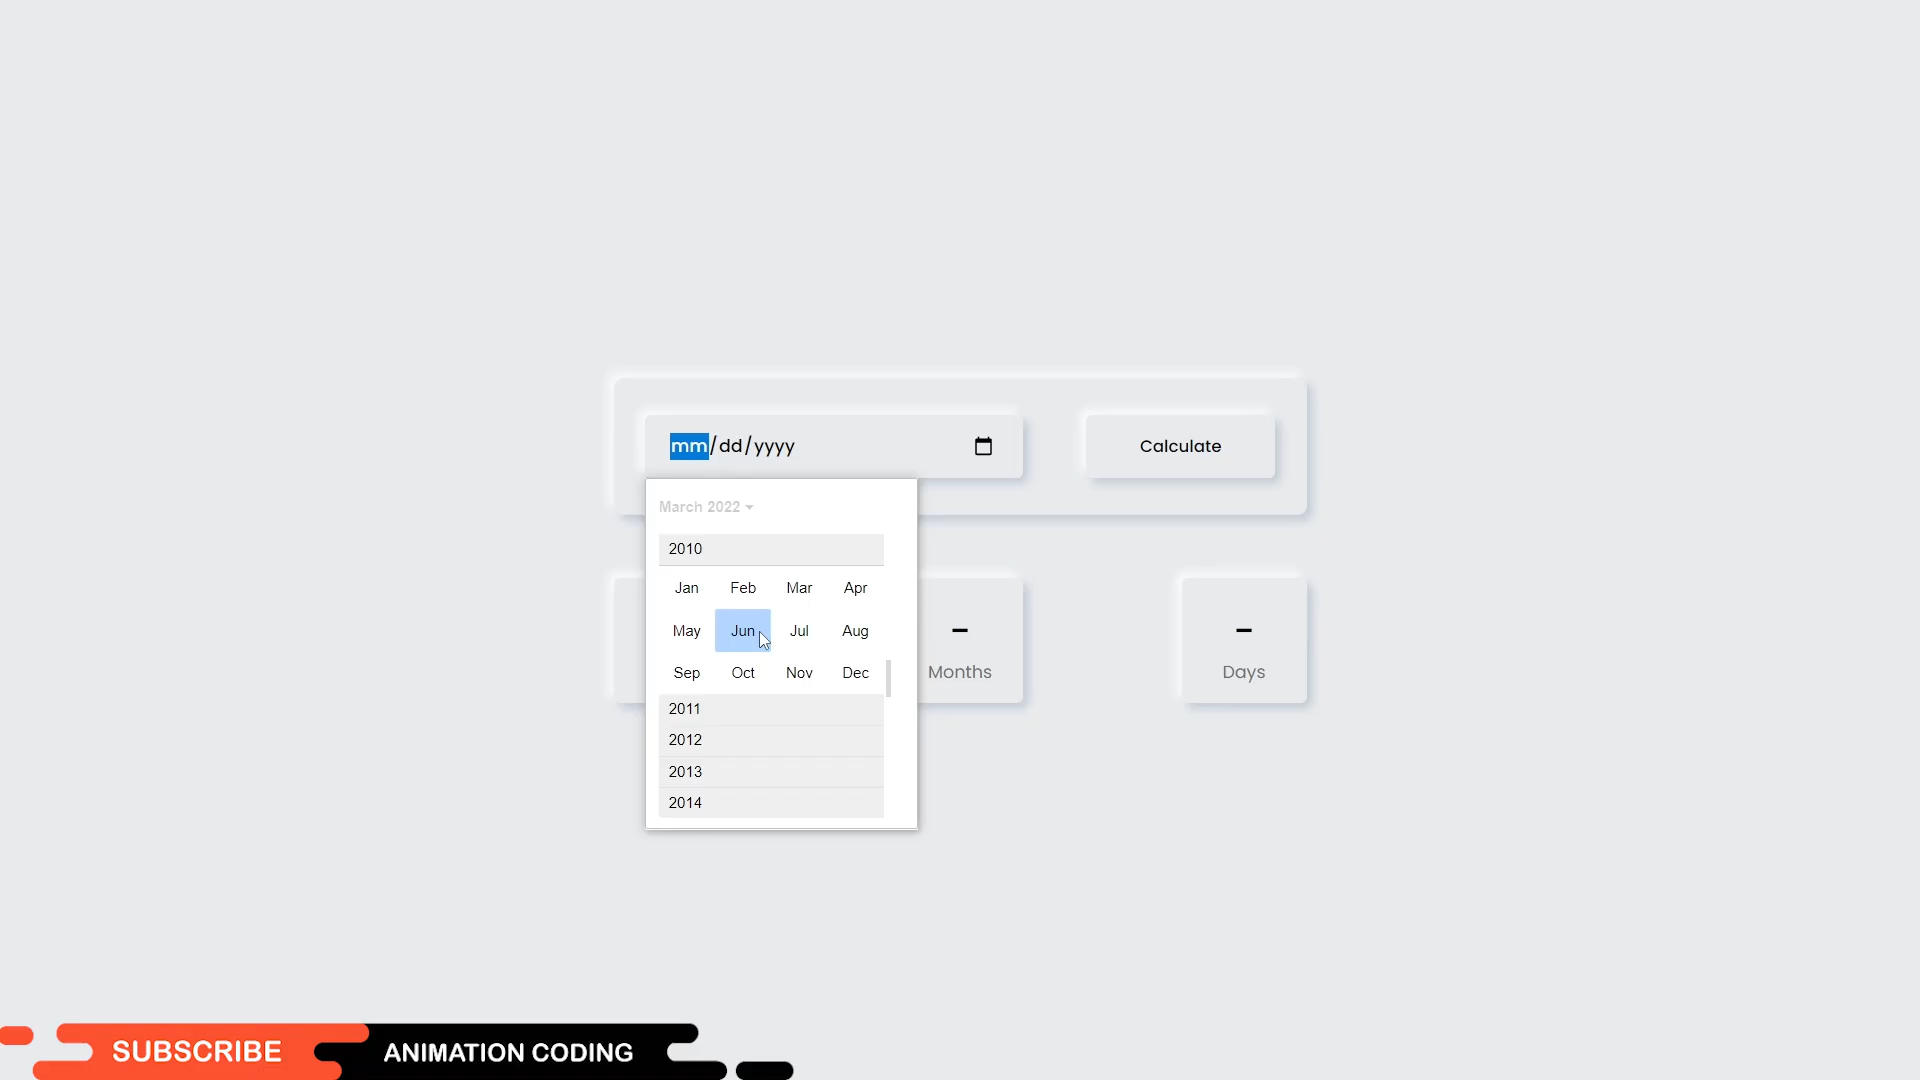 mm/dd/yyyy
Calculate
March 2022
2010
Jan Feb Mar Apr
May Jun Jul Aug
Sep Oct Nov Dec
2011
2012
2013
2014
–
Months
–
Days
SUBSCRIBE
ANIMATION CODING